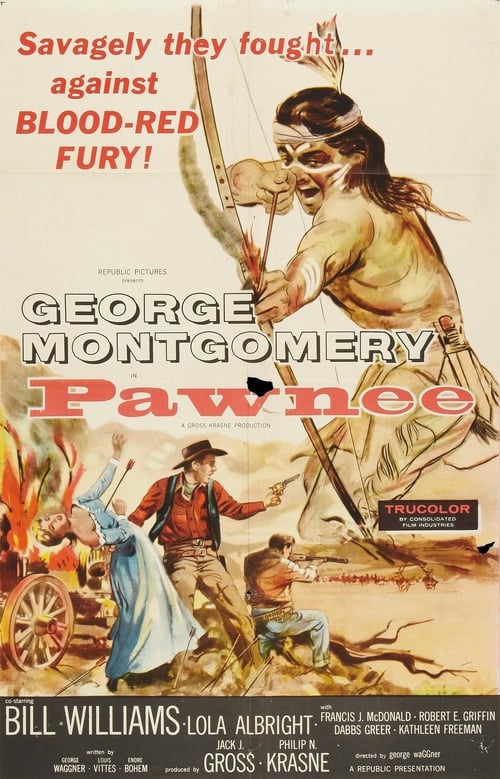 Savagely they fought...
against
BLOOD-RED
FURY!
REPUBLIC PICTURES
presents
GEORGE
MONTGOMERY
IN
Pawnee
A GROSS-KRASNE PRODUCTION
TRUCOLOR
BY CONSOLIDATED
FILM INDUSTRIES
co-starring
BILL WILLIAMS · LOLA ALBRIGHT ·
with
FRANCIS J. McDONALD · ROBERT E. GRIFFIN
DABBS GREER · KATHLEEN FREEMAN
written by
GEORGE WAGGNER
LOUIS VITTES
ENDRE BOHEM
produced by
JACK J. GROSS
PHILIP N. KRASNE
directed by george waGGner
A REPUBLIC PRESENTATION